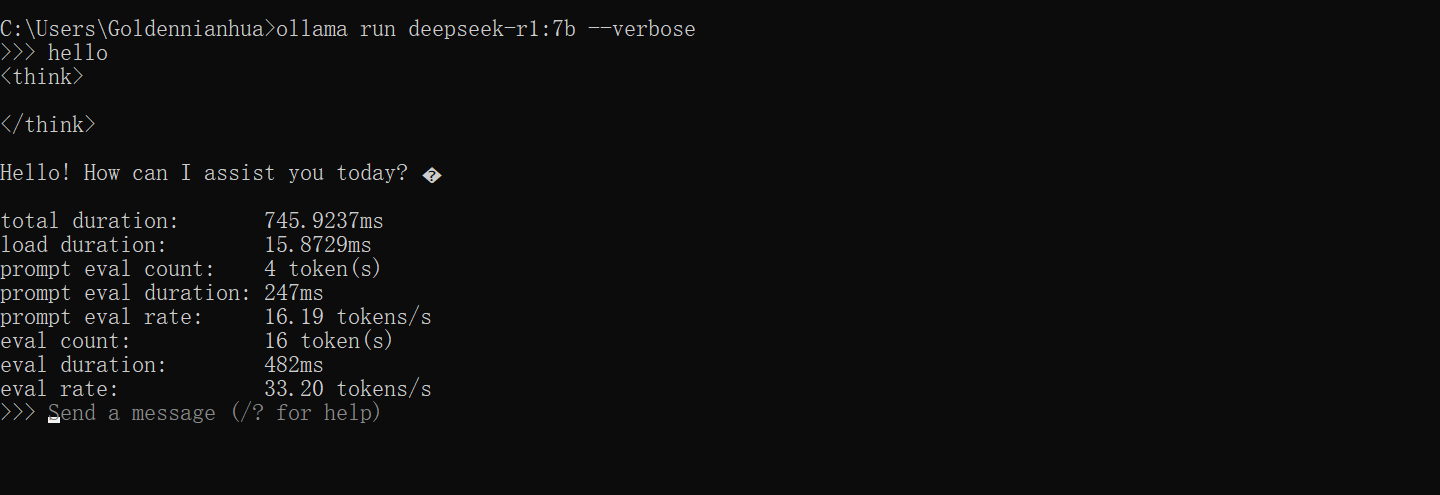 C:\Users\Goldennianhua>ollama run deepseek-r1:7b --verbose
>>> hello
<think>
</think>
Hello! How can I assist you today? �
total duration:       745.9237ms
load duration:        15.8729ms
prompt eval count:    4 token(s)
prompt eval duration: 247ms
prompt eval rate:     16.19 tokens/s
eval count:           16 token(s)
eval duration:        482ms
eval rate:            33.20 tokens/s
>>> Send a message (/? for help)